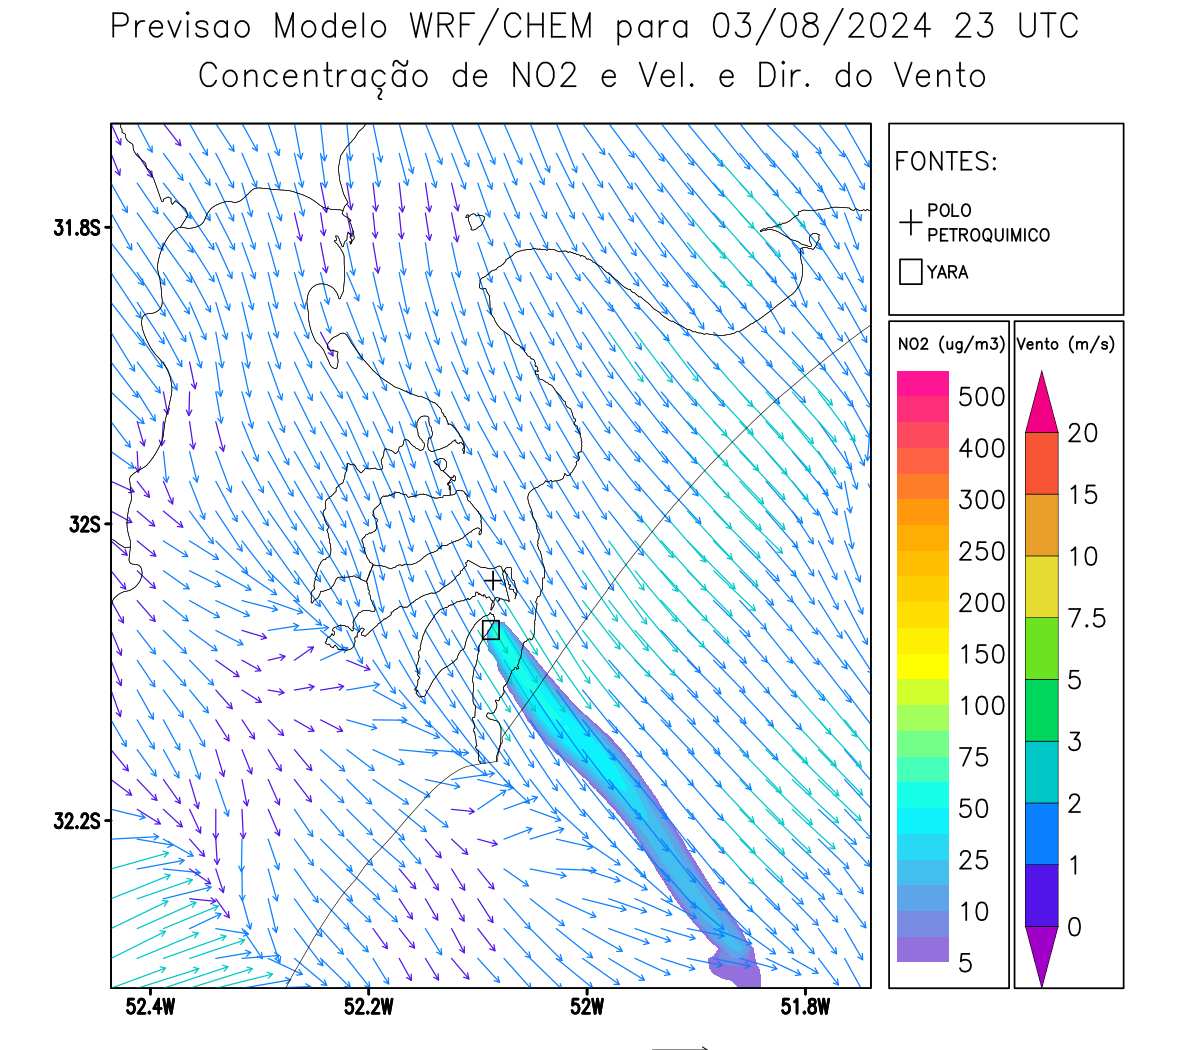 Previsao Modelo WRF/CHEM para 03/08/2024 23 UTC
Concentração de NO2 e Vel. e Dir. do Vento
FONTES:
POLO
PETROQUIMICO
YARA
NO2 (ug/m3)
500
400
300
250
200
150
100
75
50
25
10
5
Vento (m/s)
20
15
10
7.5
5
3
2
1
0
31.8S
32S
32.2S
52.4W
52.2W
52W
51.8W